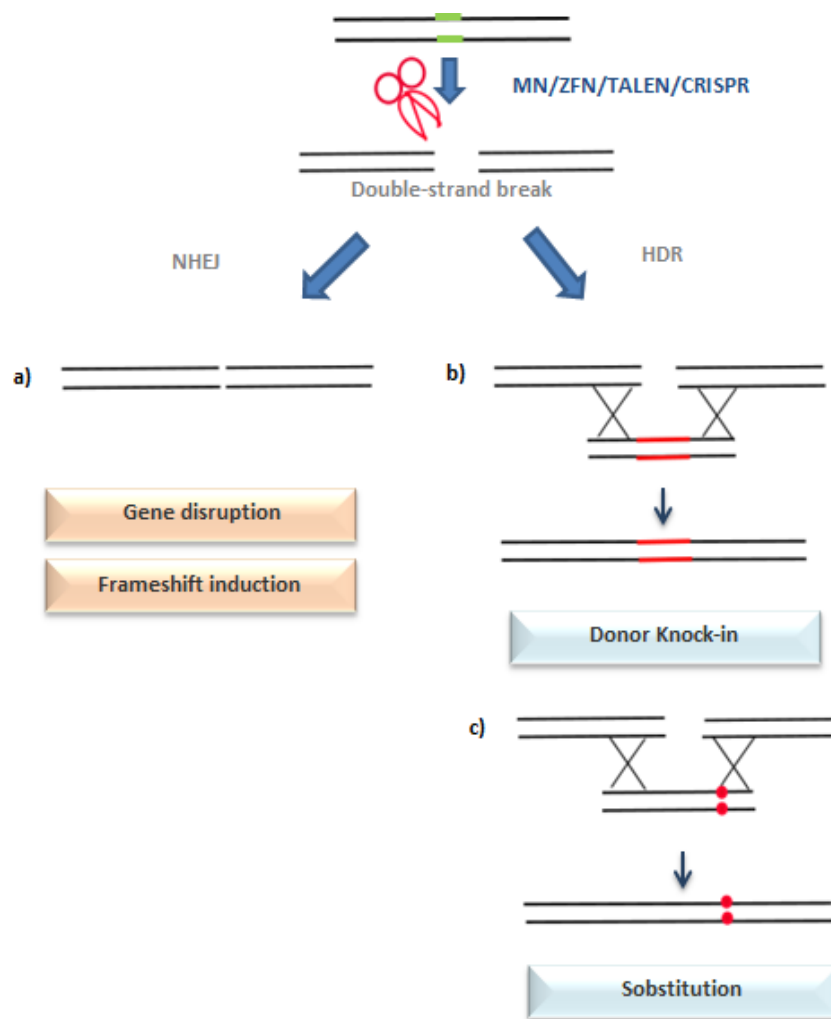 MN/ZFN/TALEN/CRISPR
Double-strand break
NHEJ
HDR
a)
b)
Gene disruption
Frameshift induction
Donor Knock-in
c)
Sobstitution